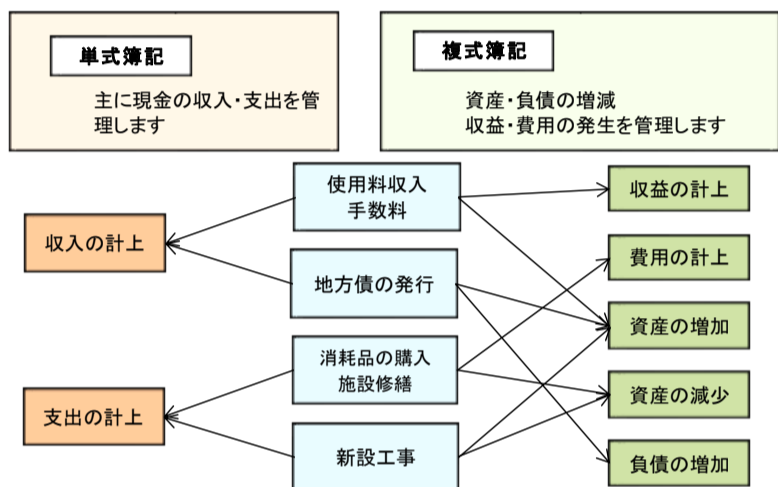 単式簿記
主に現金の収入・支出を管
理します
複式簿記
資産・負債の増減
収益・費用の発生を管理します
使用料収入
手数料
地方債の発行
消耗品の購入
施設修繕
新設工事
収入の計上
支出の計上
収益の計上
費用の計上
資産の増加
資産の減少
負債の増加